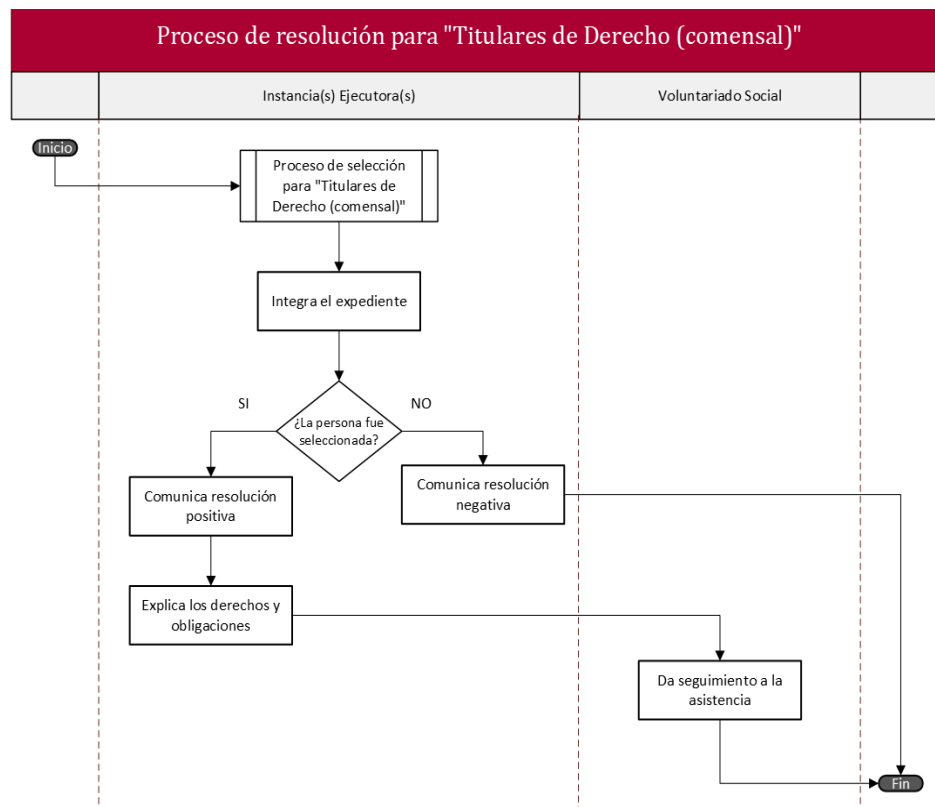 Proceso de resolución para "Titulares de Derecho (comensal)"
Instancia(s) Ejecutora(s)
Voluntariado Social
Inicio
Proceso de selección
para "Titulares de
Derecho (comensal)"
Integra el expediente
¿La persona fue
seleccionada?
SI
NO
Comunica resolución
positiva
Comunica resolución
negativa
Explica los derechos y
obligaciones
Da seguimiento a la
asistencia
Fin